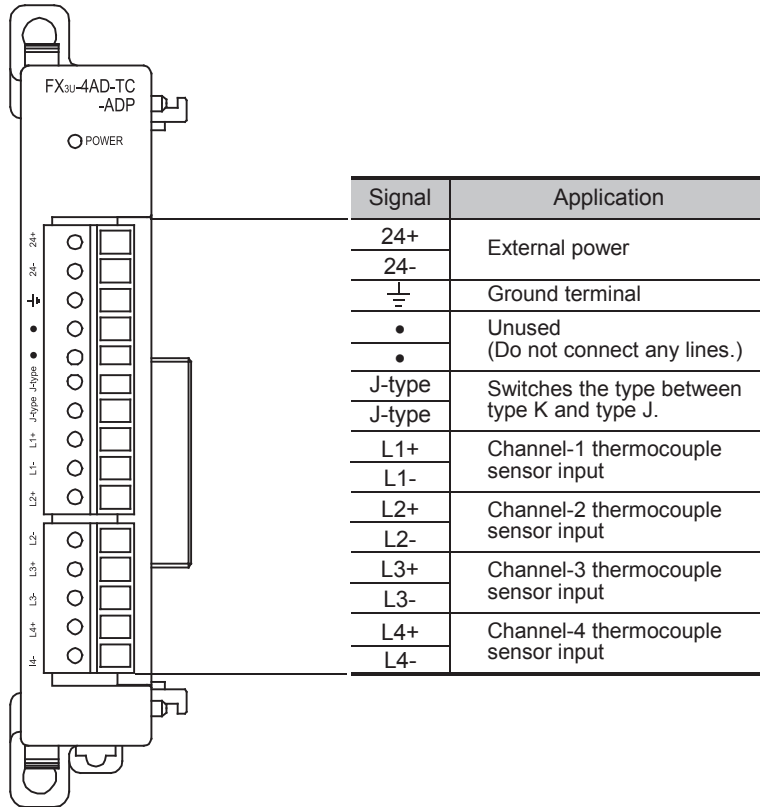 FX3U-4AD-TC
-ADP
POWER
24+
24-
⏚
•
•
J-type
J-type
L1+
L1-
L2+
L2-
L3+
L3-
L4+
I4-
Signal Application
24+
24-
External power
⏚ Ground terminal
•
•
Unused
(Do not connect any lines.)
J-type
J-type
Switches the type between
type K and type J.
L1+
L1-
Channel-1 thermocouple
sensor input
L2+
L2-
Channel-2 thermocouple
sensor input
L3+
L3-
Channel-3 thermocouple
sensor input
L4+
L4-
Channel-4 thermocouple
sensor input